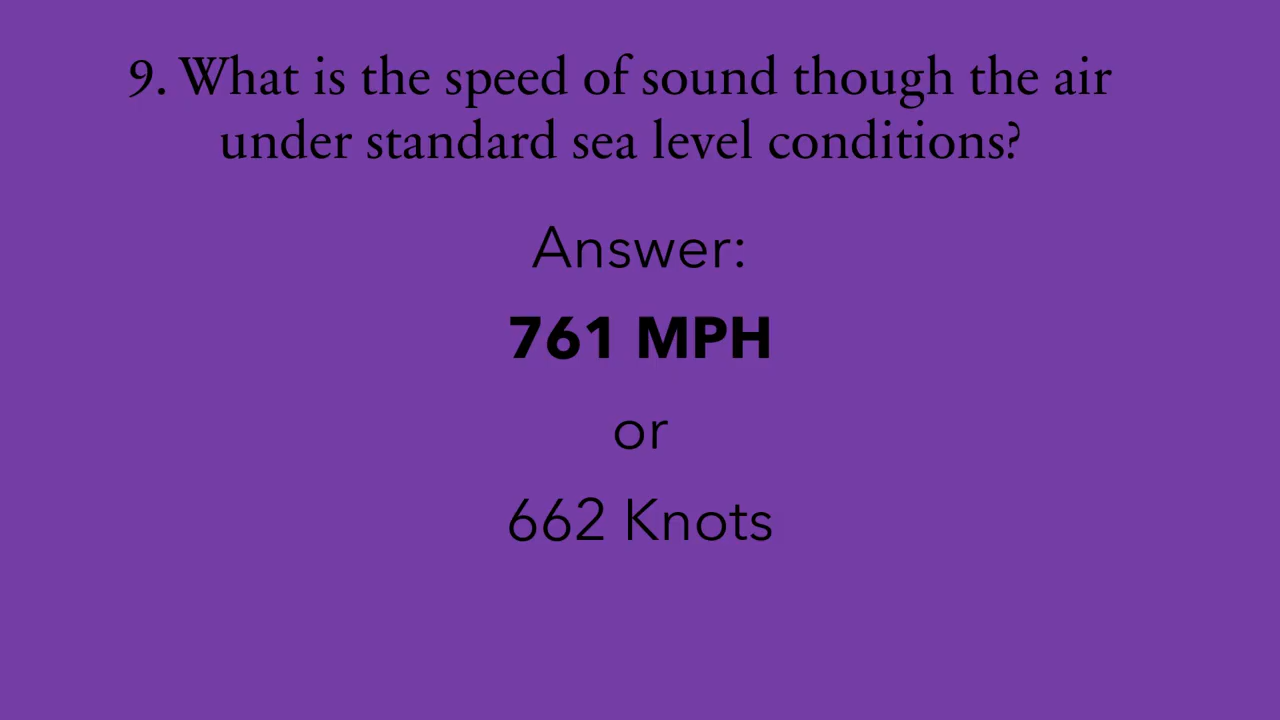 9. What is the speed of sound though the air
under standard sea level conditions?
Answer:
761 MPH
or
662 Knots